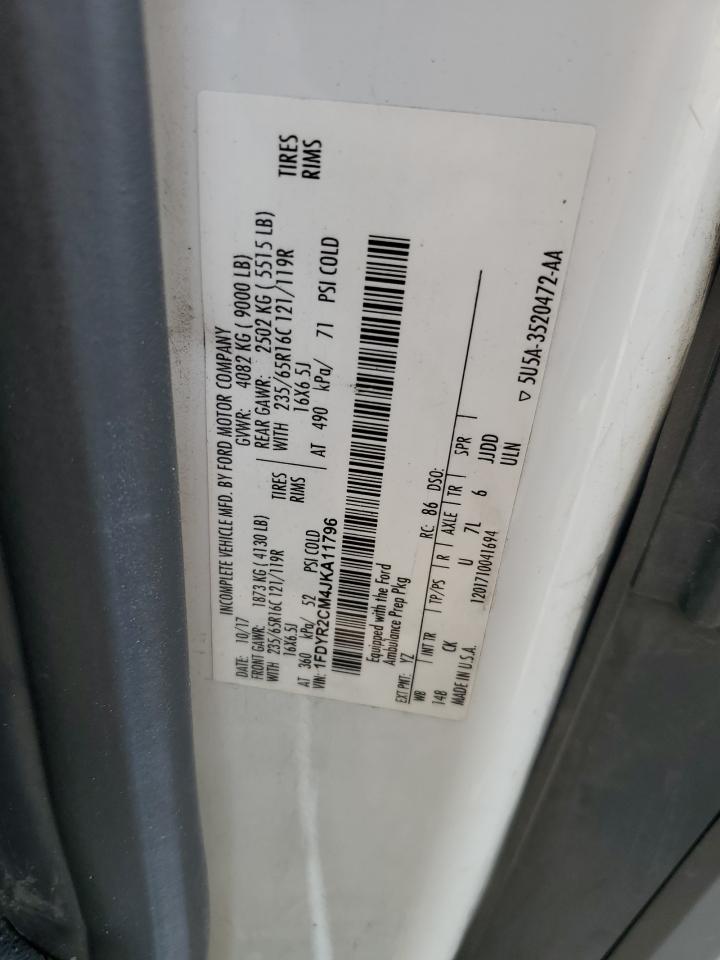 INCOMPLETE VEHICLE MFD. BY FORD MOTOR COMPANY
DATE: 10/17 GVWR: 4082 KG ( 9000 LB)
FRONT GAWR: 1873 KG ( 4130 LB) REAR GAWR: 2502 KG ( 5515 LB)
WITH 235/65R16C 121/119R TIRES WITH 235/65R16C 121/119R TIRES
16X6.5J RIMS 16X6.5J RIMS
AT 360 kPa/ 52 PSI COLD AT 490 kPa/ 71 PSI COLD
VIN: 1FDYR2CM4JKA11796
Equipped with the Ford
Ambulance Prep Pkg
EXT PNT: YZ RC: 86 DSO:
WB INT TR TP/PS R AXLE TR SPR
148 CK U 7L 6 JJDD
MADE IN U.S.A. 1201710041694 ULN
▽ 5U5A-3520472-AA